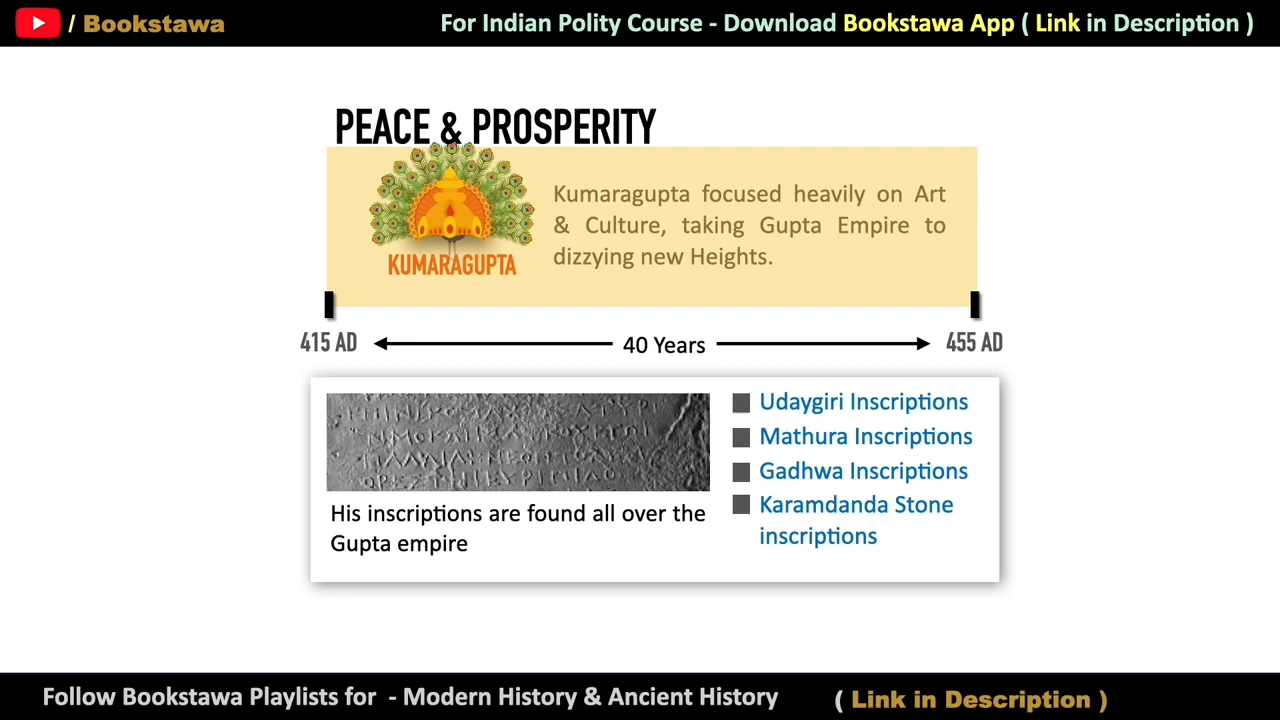 / Bookstawa
For Indian Polity Course - Download Bookstawa App ( Link in Description )
PEACE & PROSPERITY
Kumaragupta focused heavily on Art
& Culture, taking Gupta Empire to
dizzying new Heights.
KUMARAGUPTA
415 AD
40 Years
455 AD
His inscriptions are found all over the
Gupta empire
Udaygiri Inscriptions
Mathura Inscriptions
Gadhwa Inscriptions
Karamdanda Stone
inscriptions
Follow Bookstawa Playlists for - Modern History & Ancient History
( Link in Description )